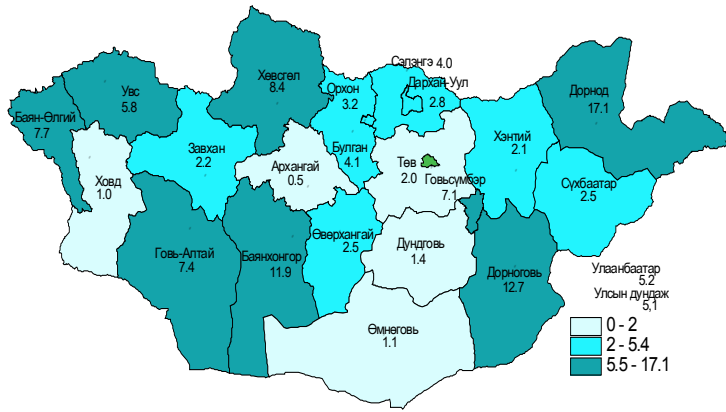 Сэлэнгэ 4.0
Хөвсгөл
8.4
Орхон
3.2
Дархан-Уул
2.8
Дорнод
17.1
Увс
5.8
Баян-Өлгий
7.7
Завхан
2.2
Булган
4.1
Хэнтий
2.1
Архангай
0.5
Төв
2.0
Говьсүмбэр
7.1
Сүхбаатар
2.5
Ховд
1.0
Өвөрхангай
2.5
Дундговь
1.4
Говь-Алтай
7.4
Баянхонгор
11.9
Дорноговь
12.7
Улаанбаатар
5.2
Улсын дундаж
5,1
Өмнөговь
1.1
0 - 2
2 - 5.4
5.5 - 17.1